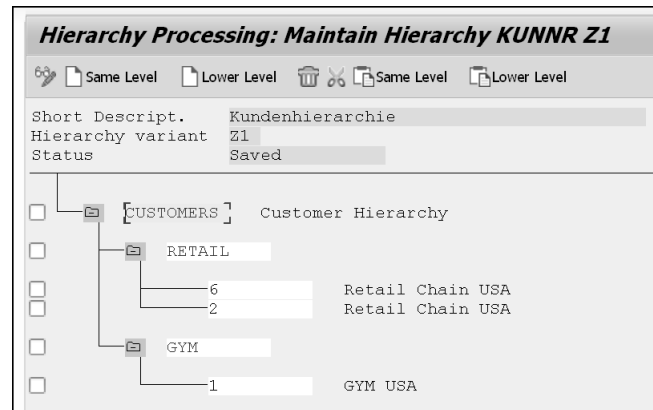 Hierarchy Processing: Maintain Hierarchy KUNNR Z1
Same Level Lower Level Same Level Lower Level
Short Descript. Kundenhierarchie
Hierarchy variant Z1
Status Saved
CUSTOMERS Customer Hierarchy
RETAIL
6 Retail Chain USA
2 Retail Chain USA
GYM
1 GYM USA